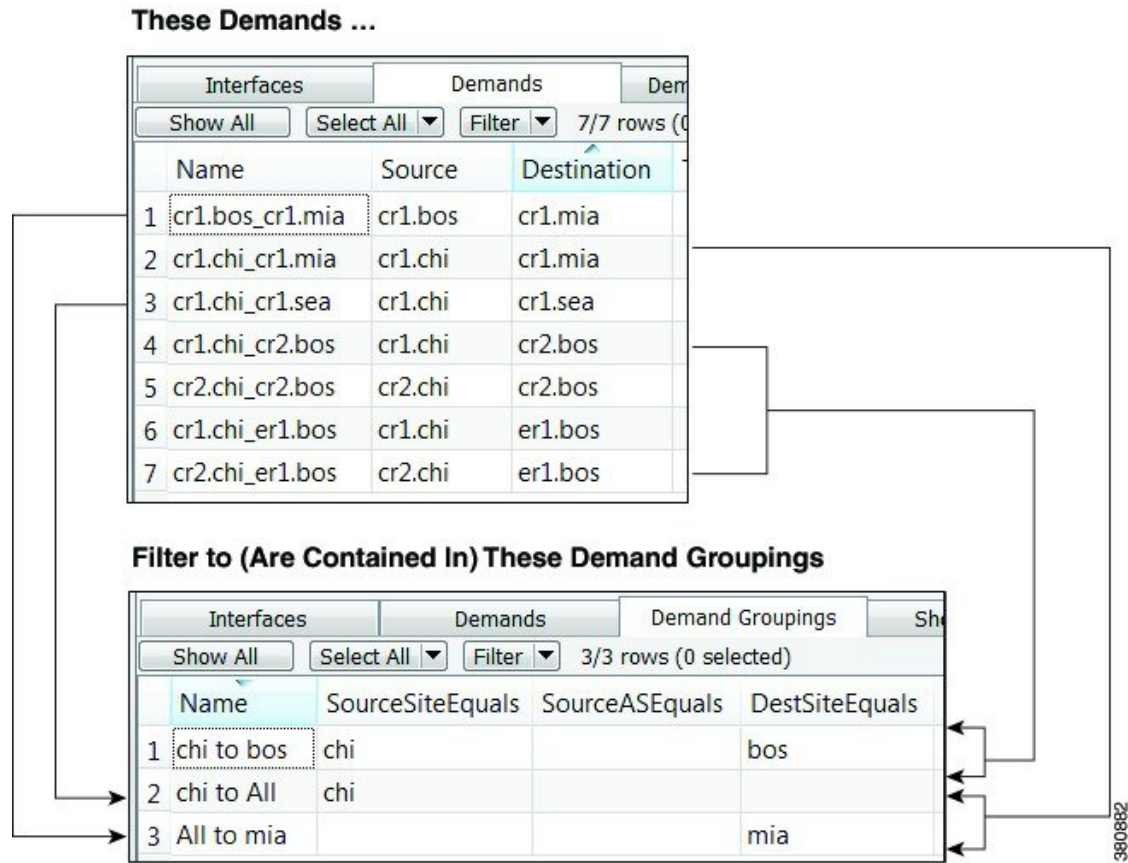 These Demands ...
Interfaces Demands Dem
Show All Select All Filter 7/7 rows (0
Name Source Destination
1 cr1.bos_cr1.mia cr1.bos cr1.mia
2 cr1.chi_cr1.mia cr1.chi cr1.mia
3 cr1.chi_cr1.sea cr1.chi cr1.sea
4 cr1.chi_cr2.bos cr1.chi cr2.bos
5 cr2.chi_cr2.bos cr2.chi cr2.bos
6 cr1.chi_er1.bos cr1.chi er1.bos
7 cr2.chi_er1.bos cr2.chi er1.bos
Filter to (Are Contained In) These Demand Groupings
Interfaces Demands Demand Groupings Sho
Show All Select All Filter 3/3 rows (0 selected)
Name SourceSiteEquals SourceASEquals DestSiteEquals
1 chi to bos chi bos
2 chi to All chi
3 All to mia mia
380882